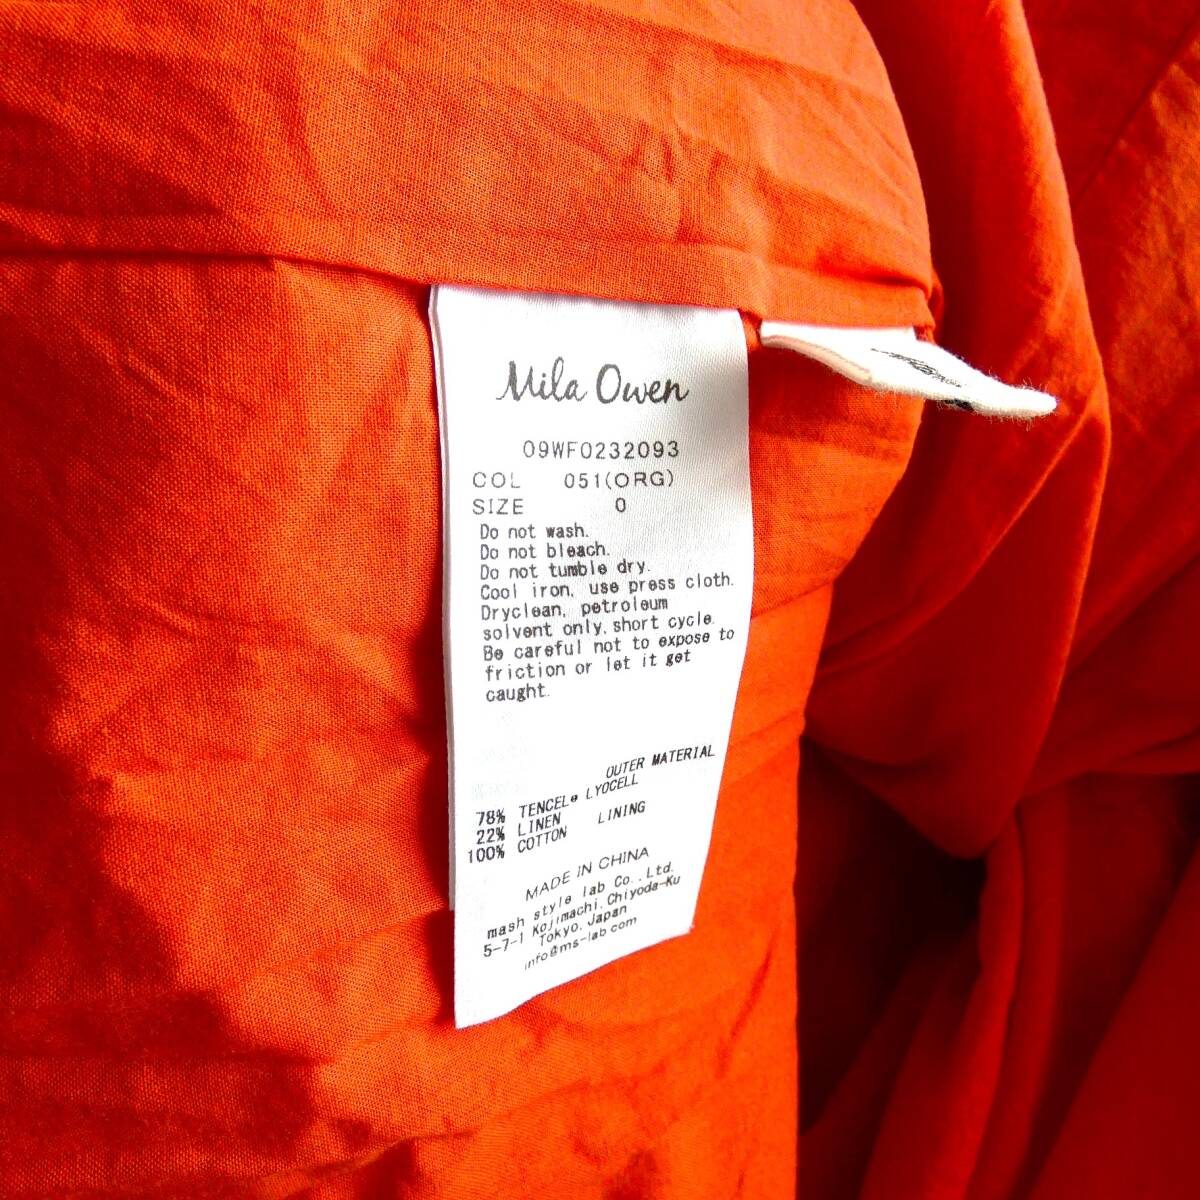 Mila Owen
09WF0232093
COL 051(ORG)
SIZE 0
Do not wash.
Do not bleach.
Do not tumble dry.
Cool iron, use press cloth.
Dryclean, petroleum
solvent only, short cycle.
Be careful not to expose to
friction or let it get
caught.
OUTER MATERIAL
78% TENCEL® LYOCELL
22% LINEN
LINING
100% COTTON
MADE IN CHINA
mash style lab Co., Ltd.
5-7-1 Kojimachi, Chiyoda-Ku
Tokyo, Japan
info@ms-lab.com